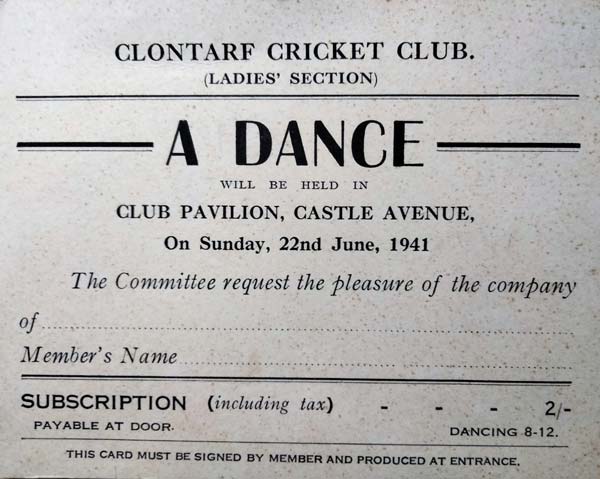 CLONTARF CRICKET CLUB.
(LADIES' SECTION)
A DANCE
WILL BE HELD IN
CLUB PAVILION, CASTLE AVENUE,
On Sunday, 22nd June, 1941
The Committee request the pleasure of the company
of
Member's Name
SUBSCRIPTION (including tax) - - - 2/-
PAYABLE AT DOOR. DANCING 8-12.
THIS CARD MUST BE SIGNED BY MEMBER AND PRODUCED AT ENTRANCE.